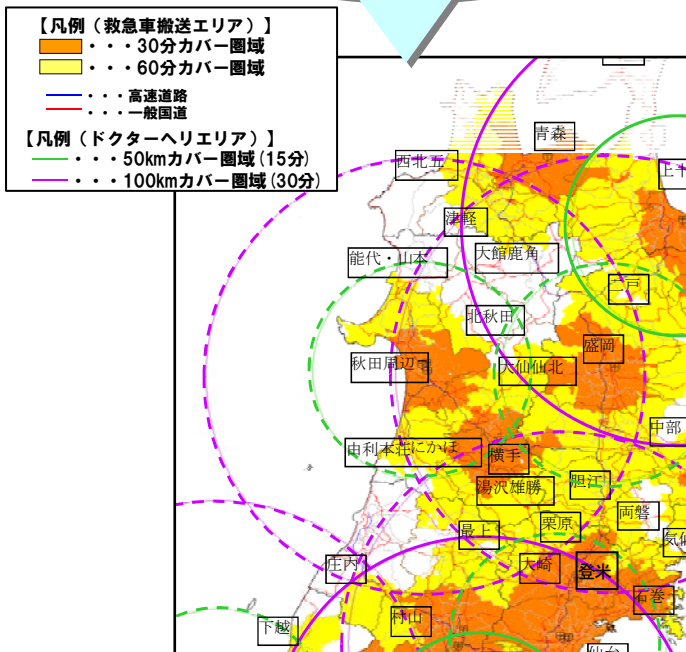 【凡例（救急車搬送エリア）】
・・・30分カバー圏域
・・・60分カバー圏域
・・・高速道路
・・・一般国道
【凡例（ドクターヘリエリア）】
・・・50kmカバー圏域(15分)
・・・100kmカバー圏域(30分)
青森
西北五
上十
津軽
大館鹿角
能代・山本
二戸
北秋田
盛岡
秋田周辺
大仙仙北
中部
由利本荘にかほ
横手
湯沢雄勝
胆江
両磐
栗原
最上
気仙
庄内
大崎
登米
石巻
村山
下越
仙台